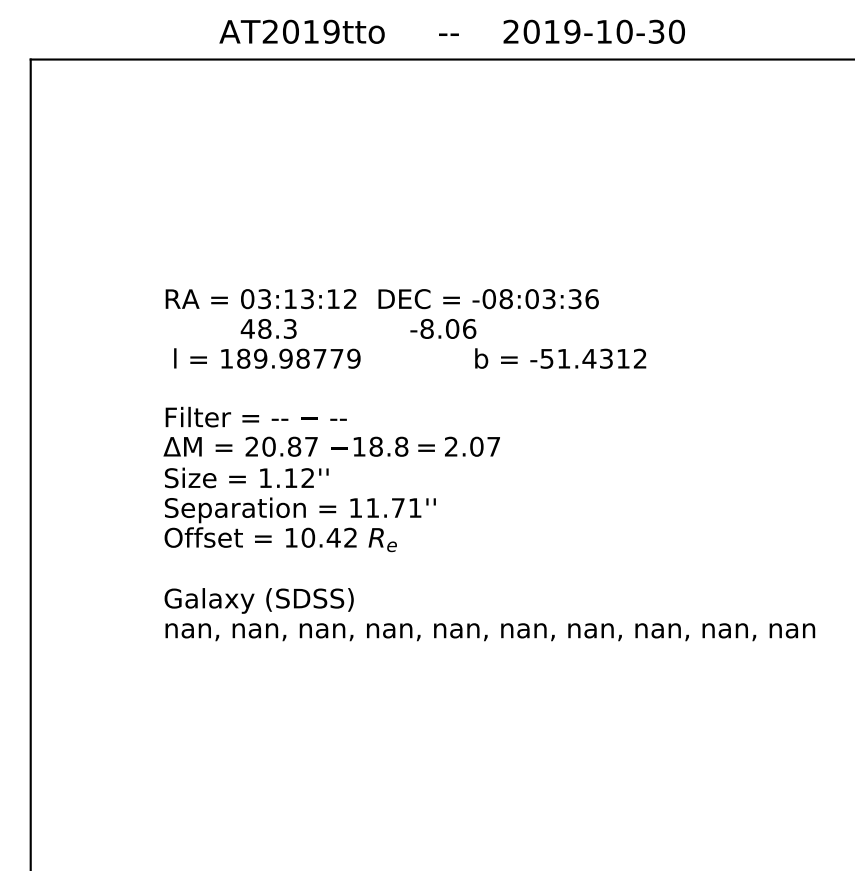 AT2019tto -- 2019-10-30
RA = 03:13:12 DEC = -08:03:36
48.3 -8.06
l = 189.98779 b = -51.4312
Filter = -- − --
ΔM = 20.87 −18.8 = 2.07
Size = 1.12''
Separation = 11.71''
Offset = 10.42 Re
Galaxy (SDSS)
nan, nan, nan, nan, nan, nan, nan, nan, nan, nan